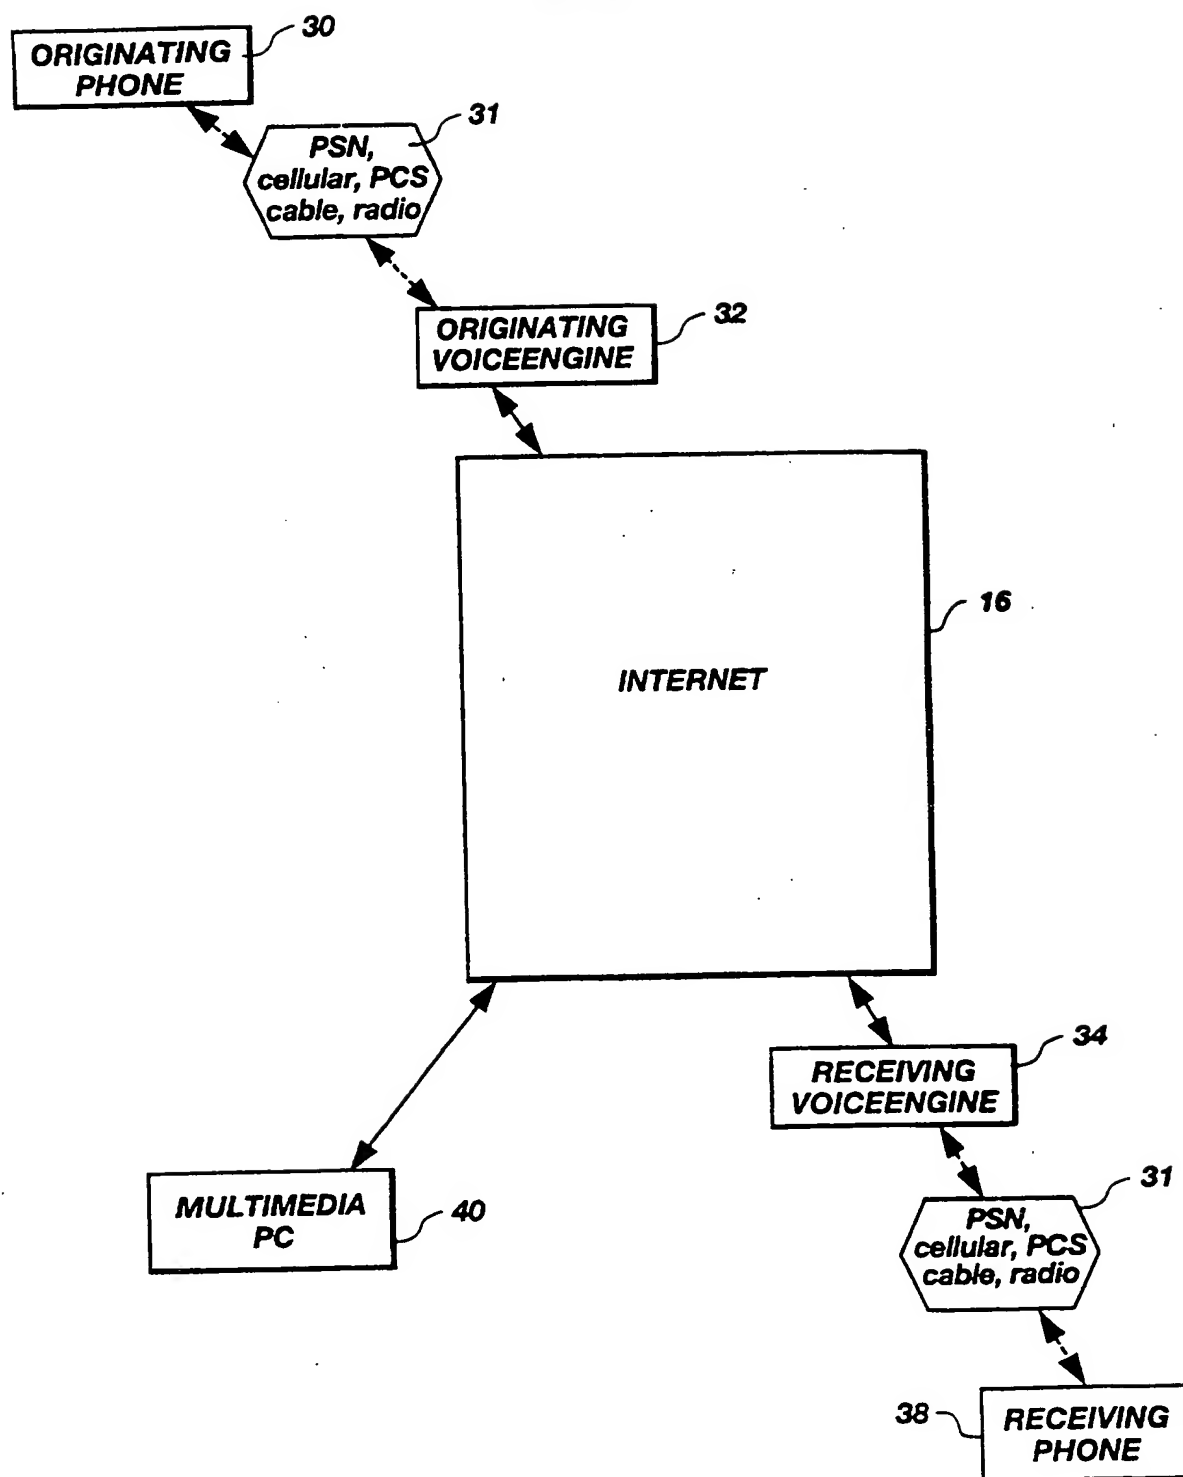 30
ORIGINATING
PHONE
31
PSN,
cellular, PCS
cable, radio
32
ORIGINATING
VOICEENGINE
16
INTERNET
34
RECEIVING
VOICEENGINE
MULTIMEDIA
PC
40
31
PSN,
cellular, PCS
cable, radio
38
RECEIVING
PHONE